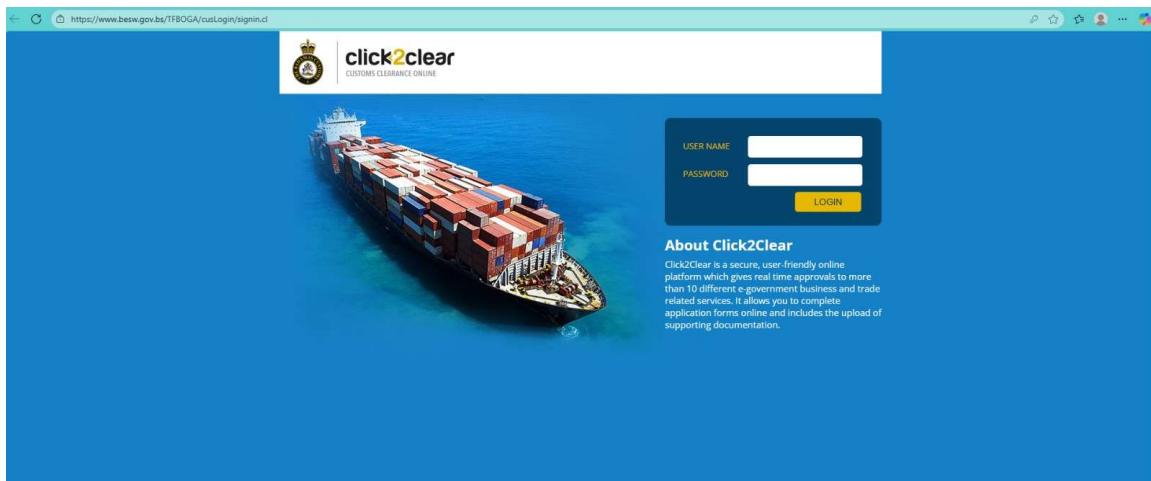 https://www.besw.gov.bs/TFBOGA/cusLogin/signin.cl
click2clear
CUSTOMS CLEARANCE ONLINE
USER NAME
PASSWORD
LOGIN
About Click2Clear
Click2Clear is a secure, user-friendly online
platform which gives real time approvals to more
than 10 different e-government business and trade
related services. It allows you to complete
application forms online and includes the upload of
supporting documentation.